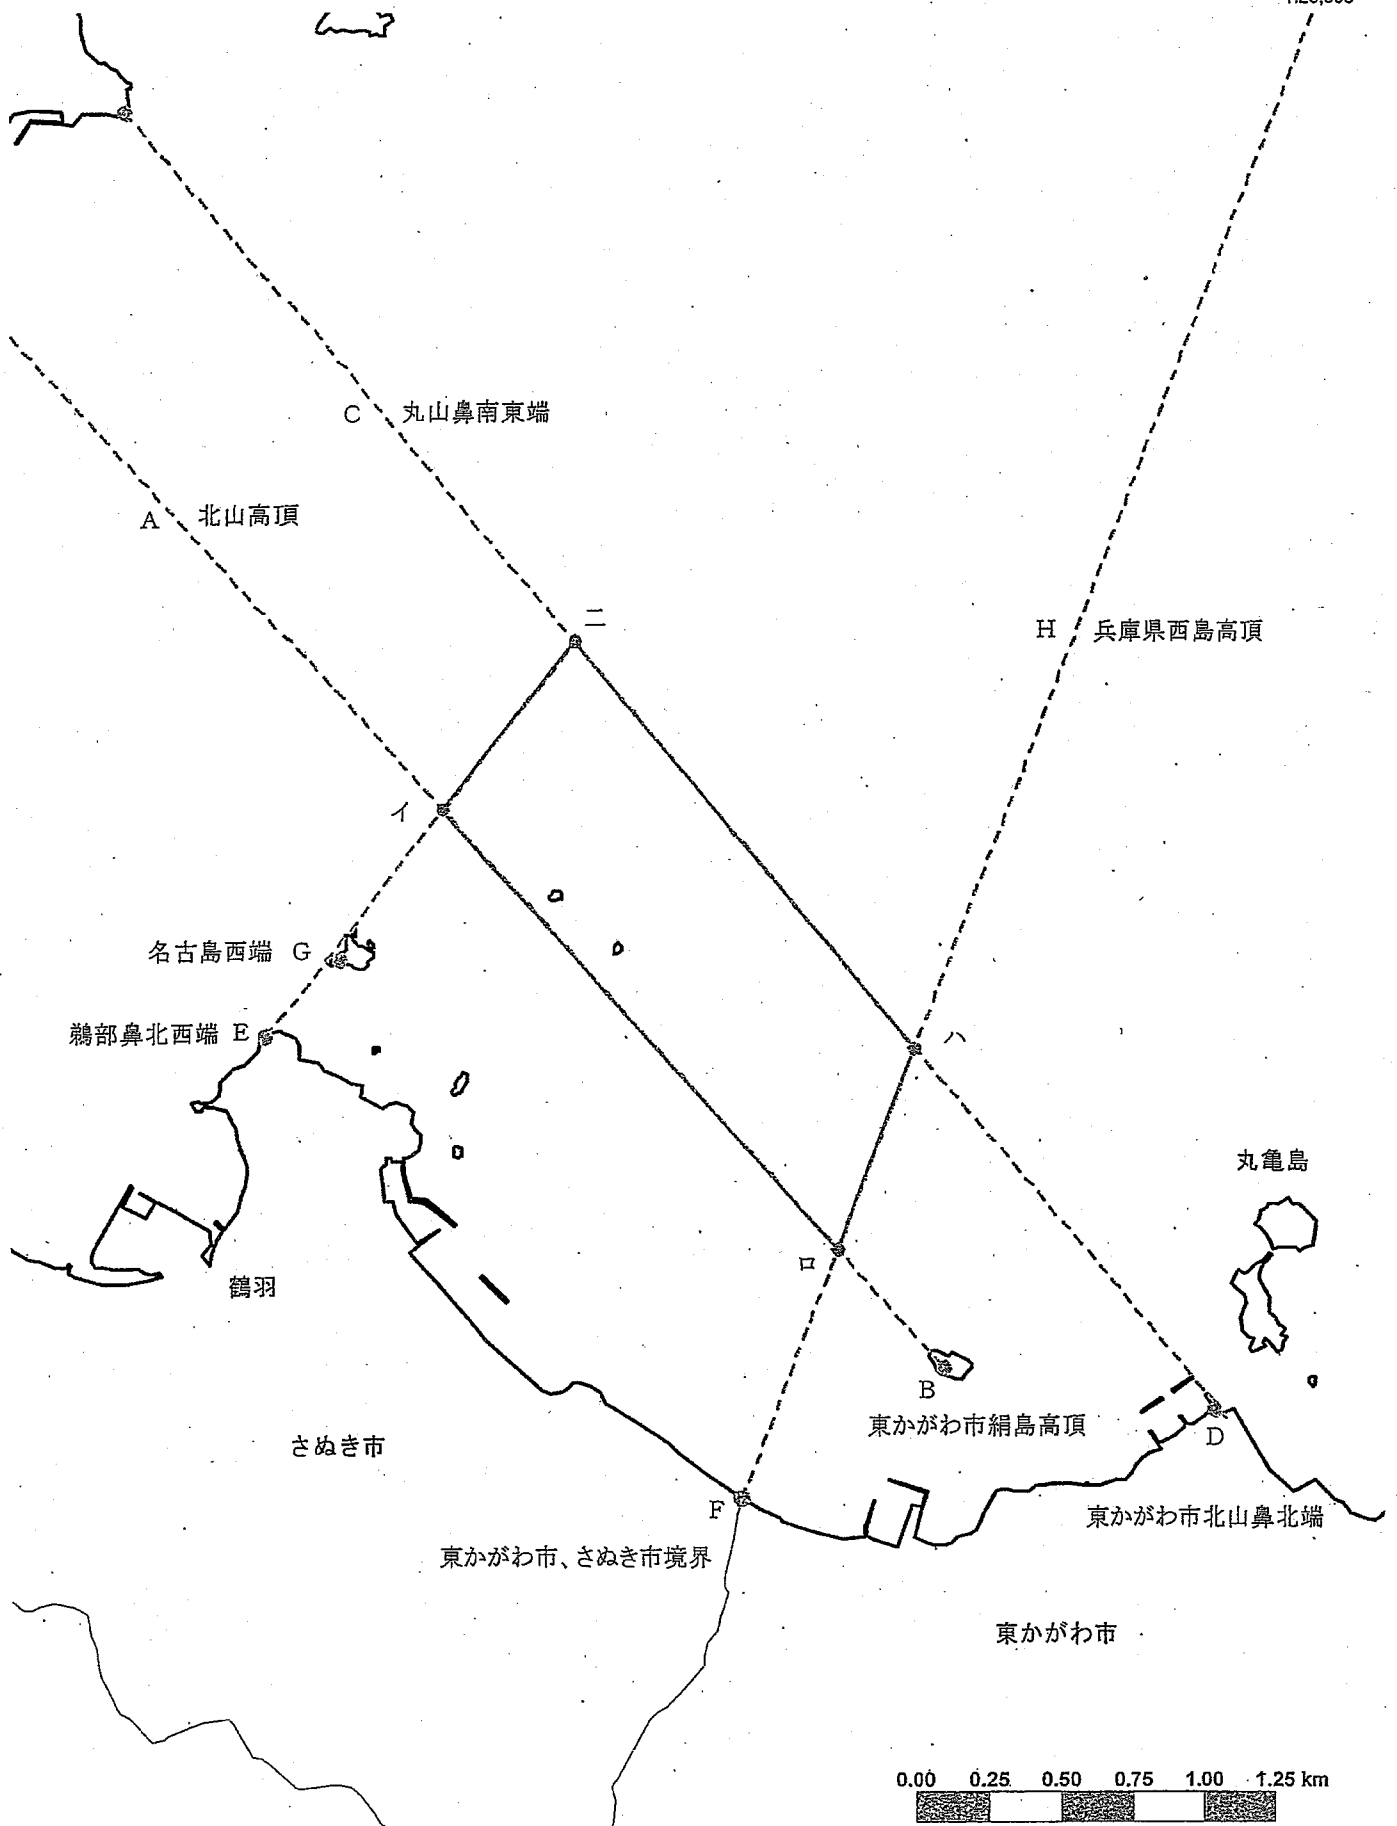 C 丸山鼻南東端
A 北山高頂
ニ
H 兵庫県西島高頂
イ
名古島西端 G
鵜部鼻北西端 E
ハ
丸亀島
ロ
鶴羽
B
東かがわ市絹島高頂
D
さぬき市
F
東かがわ市北山鼻北端
東かがわ市、さぬき市境界
東かがわ市
0.00 0.25 0.50 0.75 1.00 1.25 km